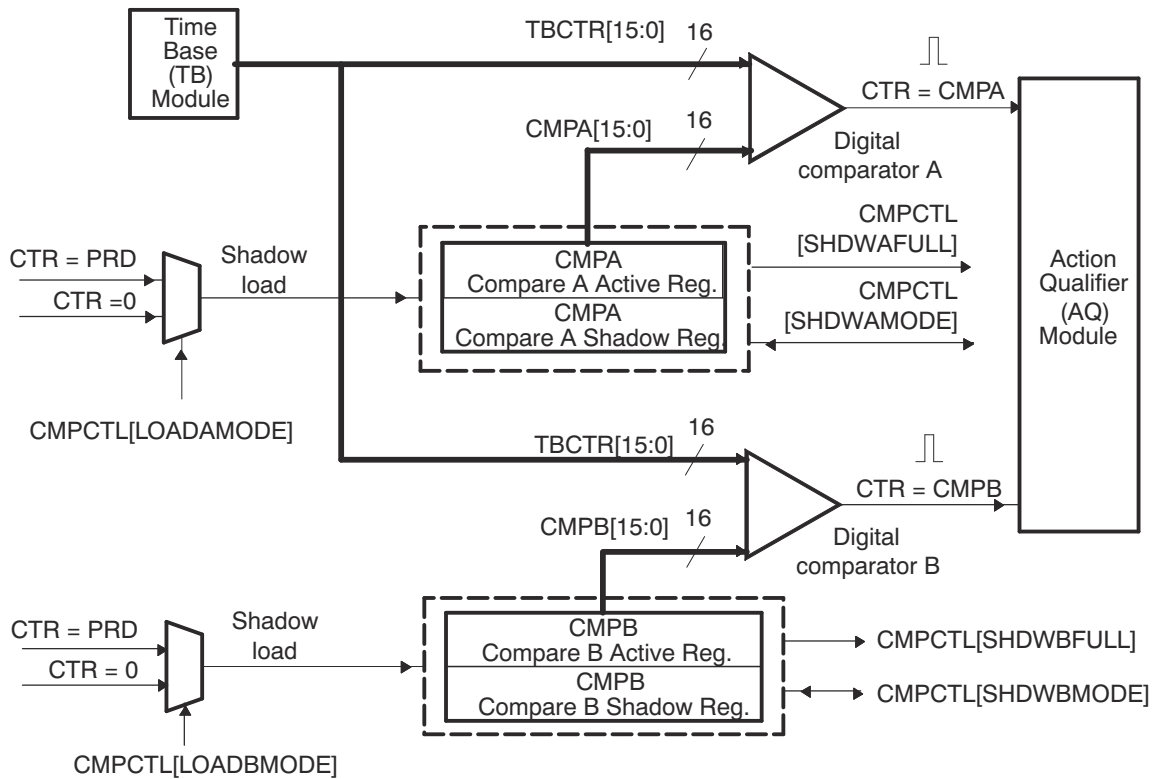 Time
Base
(TB)
Module
TBCTR[15:0]
16
CTR = CMPA
CMPA[15:0]
16
Digital
comparator A
CTR = PRD
CTR =0
Shadow
load
CMPA
Compare A Active Reg.
CMPA
Compare A Shadow Reg.
CMPCTL
[SHDWAFULL]
CMPCTL
[SHDWAMODE]
Action
Qualifier
(AQ)
Module
CMPCTL[LOADAMODE]
TBCTR[15:0]
16
CTR = CMPB
CMPB[15:0]
16
Digital
comparator B
CTR = PRD
CTR = 0
Shadow
load
CMPB
Compare B Active Reg.
CMPB
Compare B Shadow Reg.
CMPCTL[SHDWBFULL]
CMPCTL[SHDWBMODE]
CMPCTL[LOADBMODE]